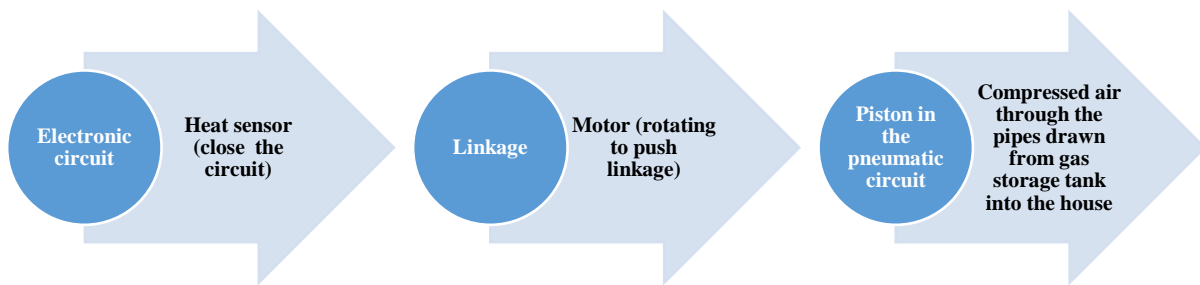 Electronic
circuit
Heat sensor
(close the
circuit)
Linkage
Motor (rotating
to push
linkage)
Piston in
the
pneumatic
circuit
Compressed air
through the
pipes drawn
from gas
storage tank
into the house